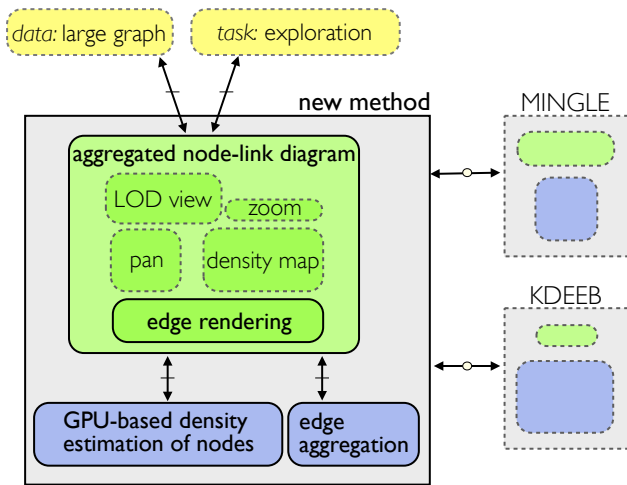 data: large graph
task: exploration
new method
MINGLE
aggregated node-link diagram
LOD view
zoom
pan
density map
edge rendering
KDEEB
GPU-based density
estimation of nodes
edge
aggregation